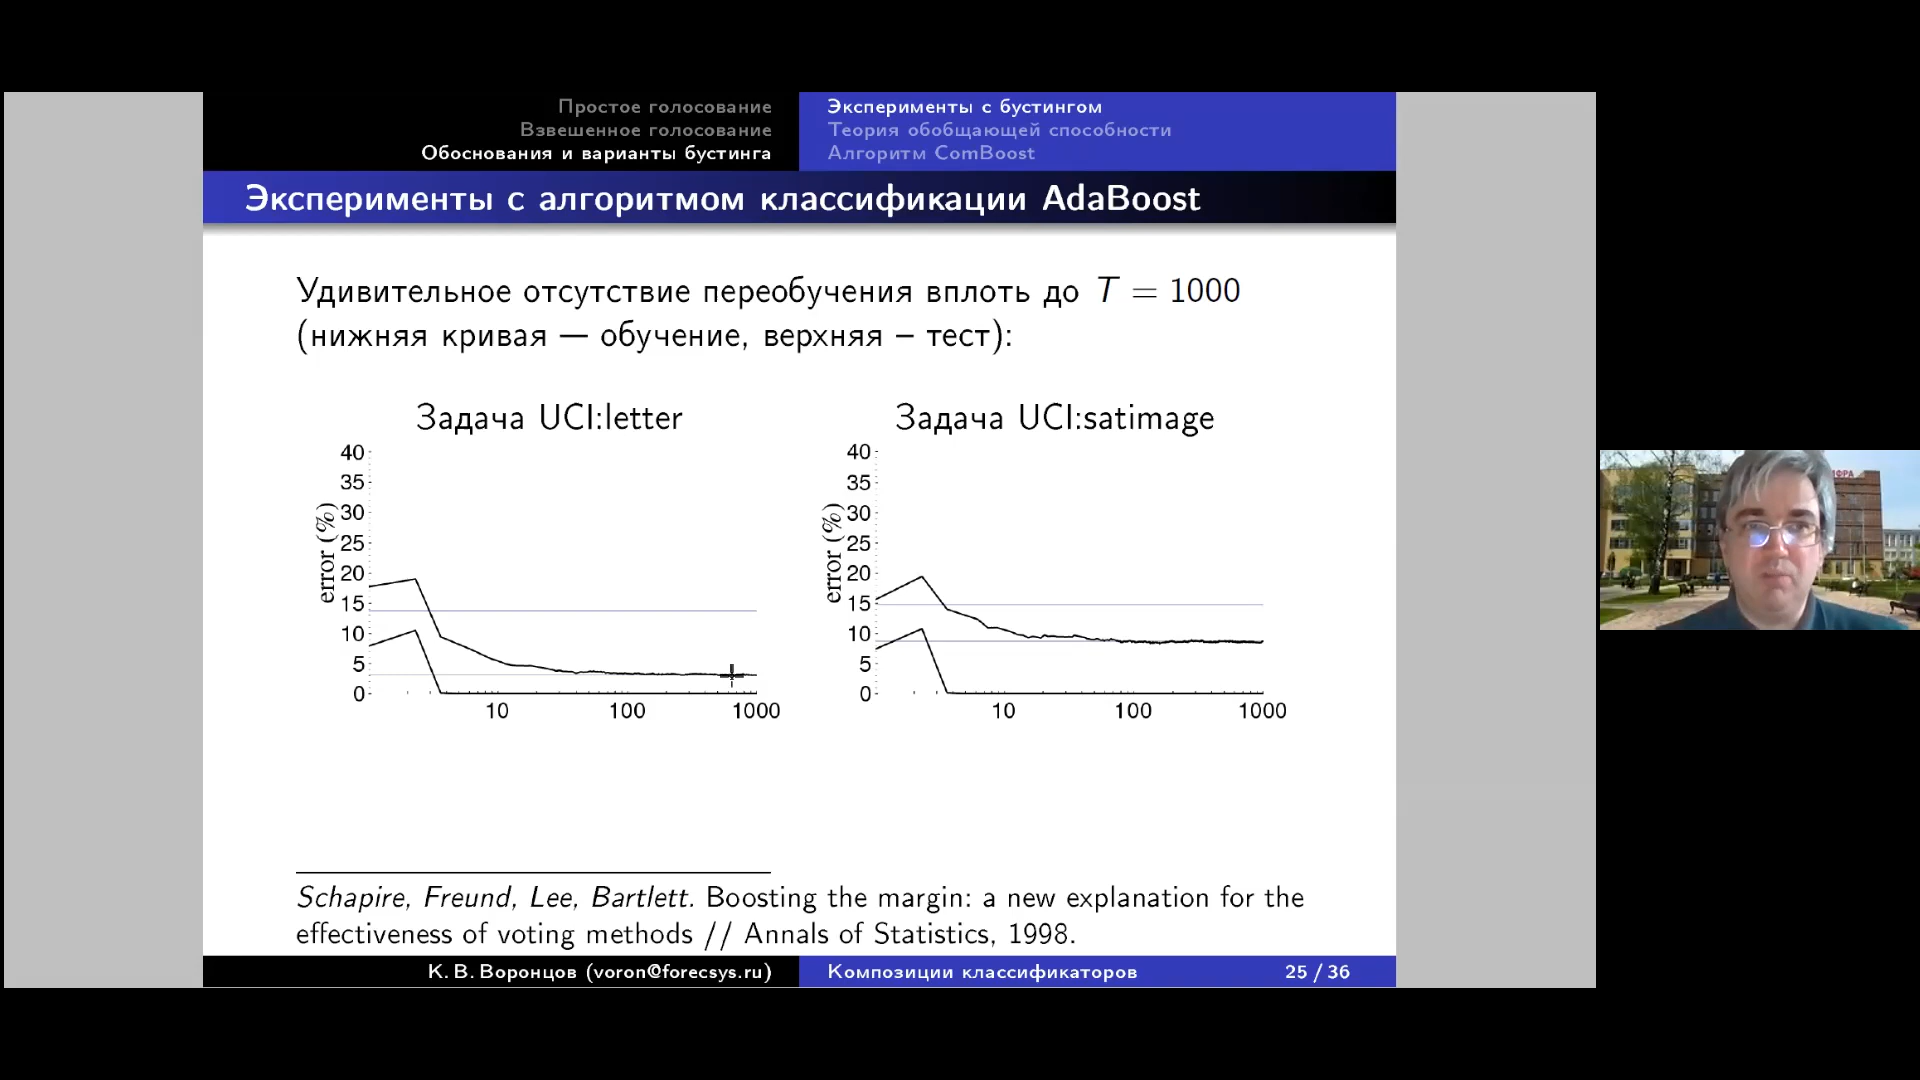 Простое голосование
Взвешенное голосование
Обоснования и варианты бустинга
Эксперименты с бустингом
Теория обобщающей способности
Алгоритм ComBoost
Эксперименты с алгоритмом классификации AdaBoost
Удивительное отсутствие переобучения вплоть до T = 1000
(нижняя кривая — обучение, верхняя – тест):
Задача UCI:letter
40
35
30
25
20
15
10
5
0
error (%)
10 100 1000
Задача UCI:satimage
40
35
30
25
20
15
10
5
0
error (%)
10 100 1000
Schapire, Freund, Lee, Bartlett. Boosting the margin: a new explanation for the
effectiveness of voting methods // Annals of Statistics, 1998.
К. В. Воронцов (voron@forecsys.ru)
Композиции классификаторов
25 / 36